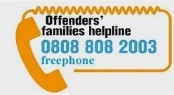 Offenders'
families helpline
0808 808 2003
freephone